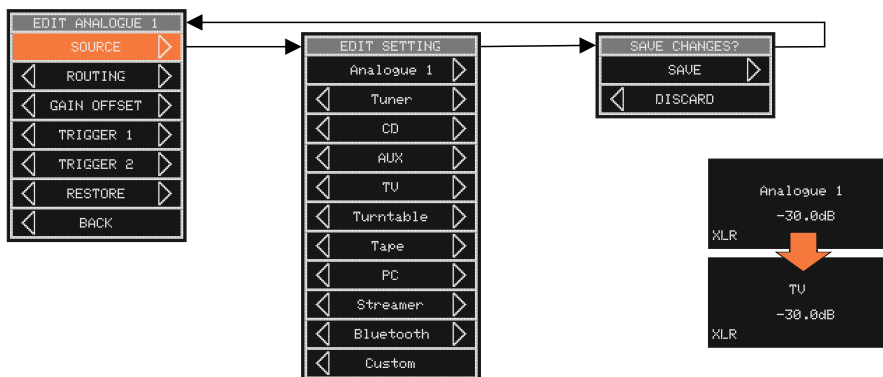 EDIT ANALOGUE 1
SOURCE
ROUTING
GAIN OFFSET
TRIGGER 1
TRIGGER 2
RESTORE
BACK
EDIT SETTING
Analogue 1
Tuner
CD
AUX
TV
Turntable
Tape
PC
Streamer
Bluetooth
Custom
SAVE CHANGES?
SAVE
DISCARD
Analogue 1
-30.0dB
XLR
TV
-30.0dB
XLR